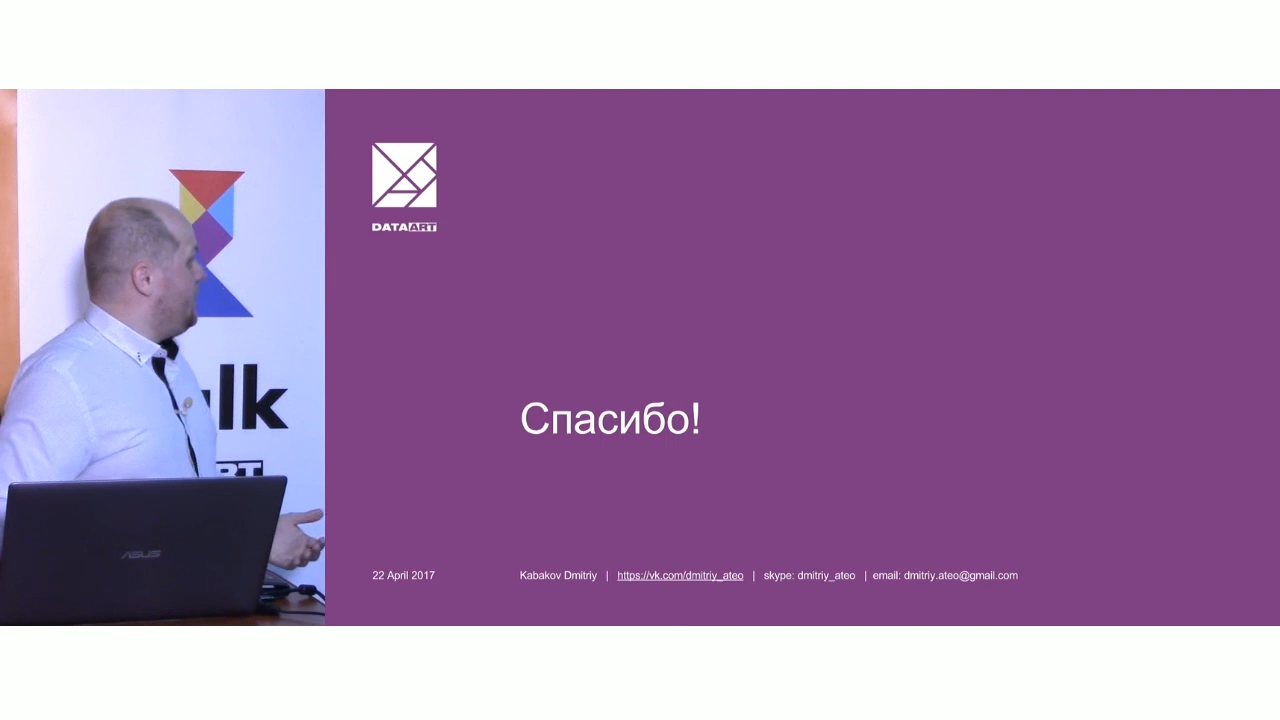 DATAART
Спасибо!
lk
RT
ASUS
22 April 2017
Kabakov Dmitriy | https://vk.com/dmitriy_ateo | skype: dmitriy_ateo | email: dmitriy.ateo@gmail.com